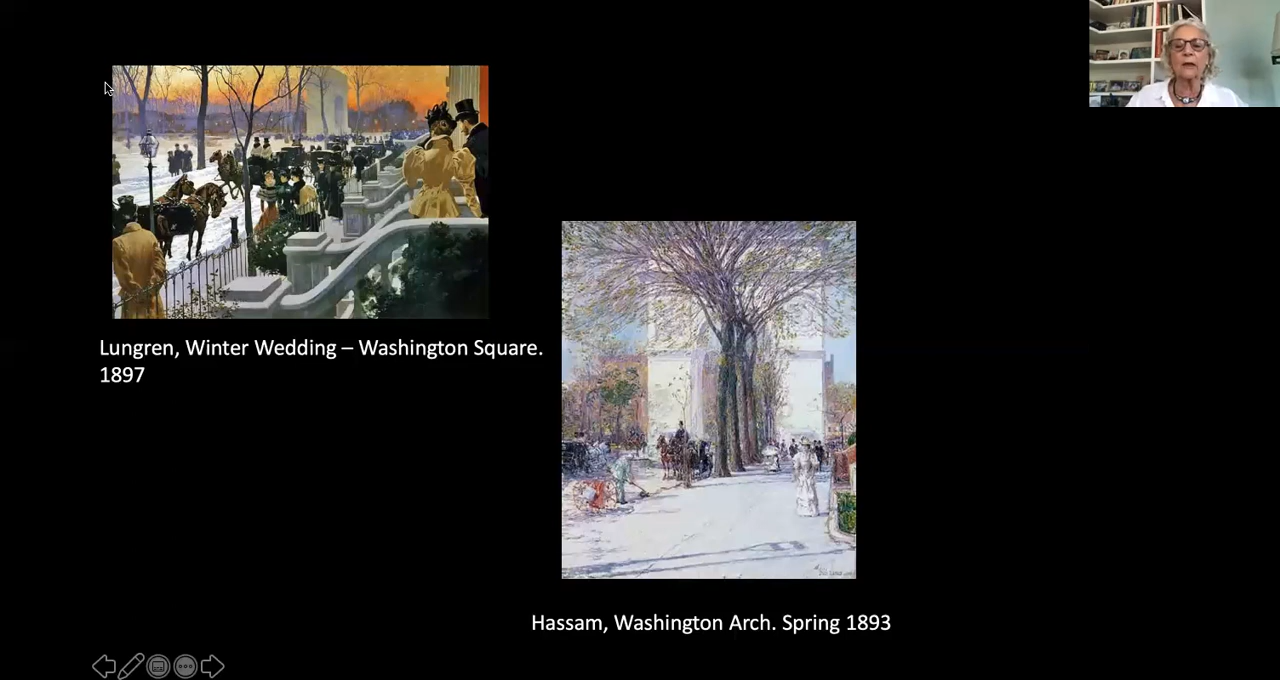 Lungren, Winter Wedding – Washington Square.
1897
Hassam, Washington Arch. Spring 1893